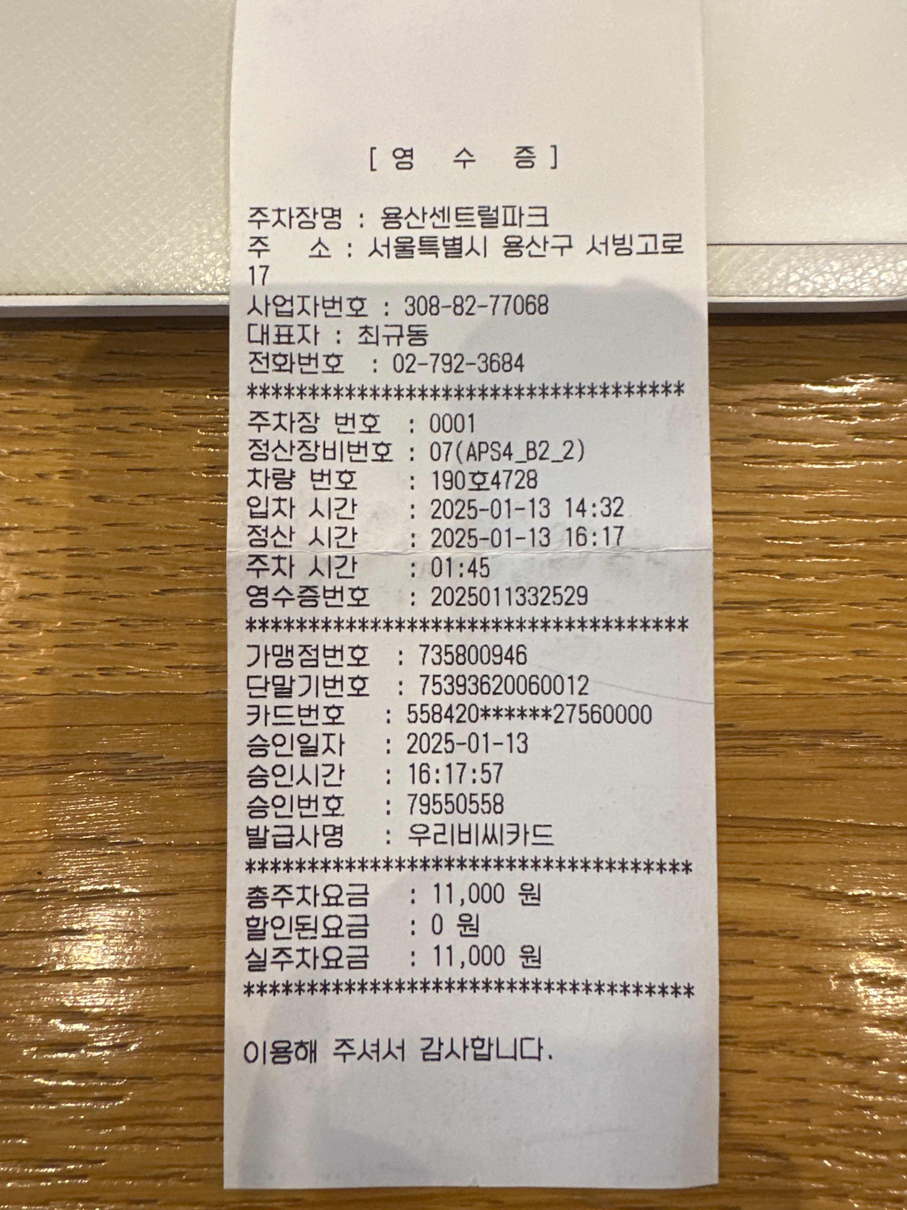 [ 영 수 증 ]
주차장명 : 용산센트럴파크
주 소 : 서울특별시 용산구 서빙고로
17
사업자번호 : 308-82-77068
대표자 : 최규동
전화번호 : 02-792-3684
***********************************
주차장 번호 : 0001
정산장비번호 : 07(APS4_B2_2)
차량 번호 : 190호4728
입차 시간 : 2025-01-13 14:32
정산 시간 : 2025-01-13 16:17
주차 시간 : 01:45
영수증번호 : 2025011332529
***********************************
가맹점번호 : 735800946
단말기번호 : 75393620060012
카드번호 : 558420******27560000
승인일자 : 2025-01-13
승인시간 : 16:17:57
승인번호 : 79550558
발급사명 : 우리비씨카드
***********************************
총주차요금 : 11,000 원
할인된요금 : 0 원
실주차요금 : 11,000 원
***********************************
이용해 주셔서 감사합니다.